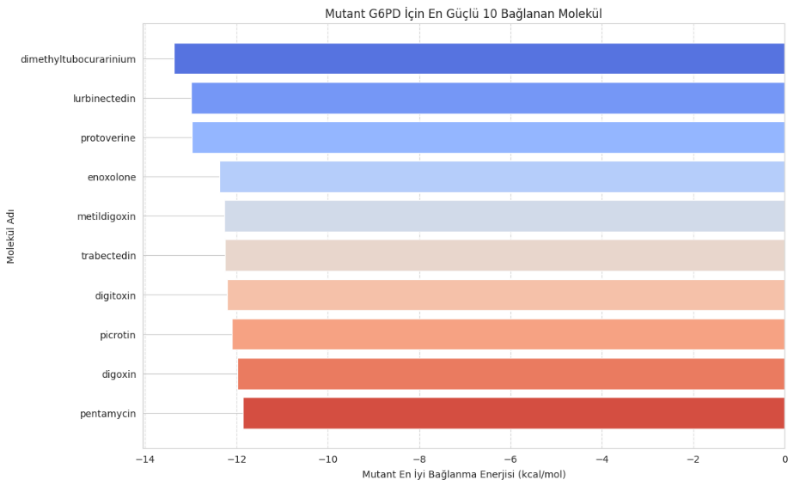 Mutant G6PD İçin En Güçlü 10 Bağlanan Molekül
Molekül Adı
dimethyltubocurarinium
lurbinectedin
protoverine
enoxolone
metildigoxin
trabectedin
digitoxin
picrotin
digoxin
pentamycin
−14 −12 −10 −8 −6 −4 −2 0
Mutant En İyi Bağlanma Enerjisi (kcal/mol)